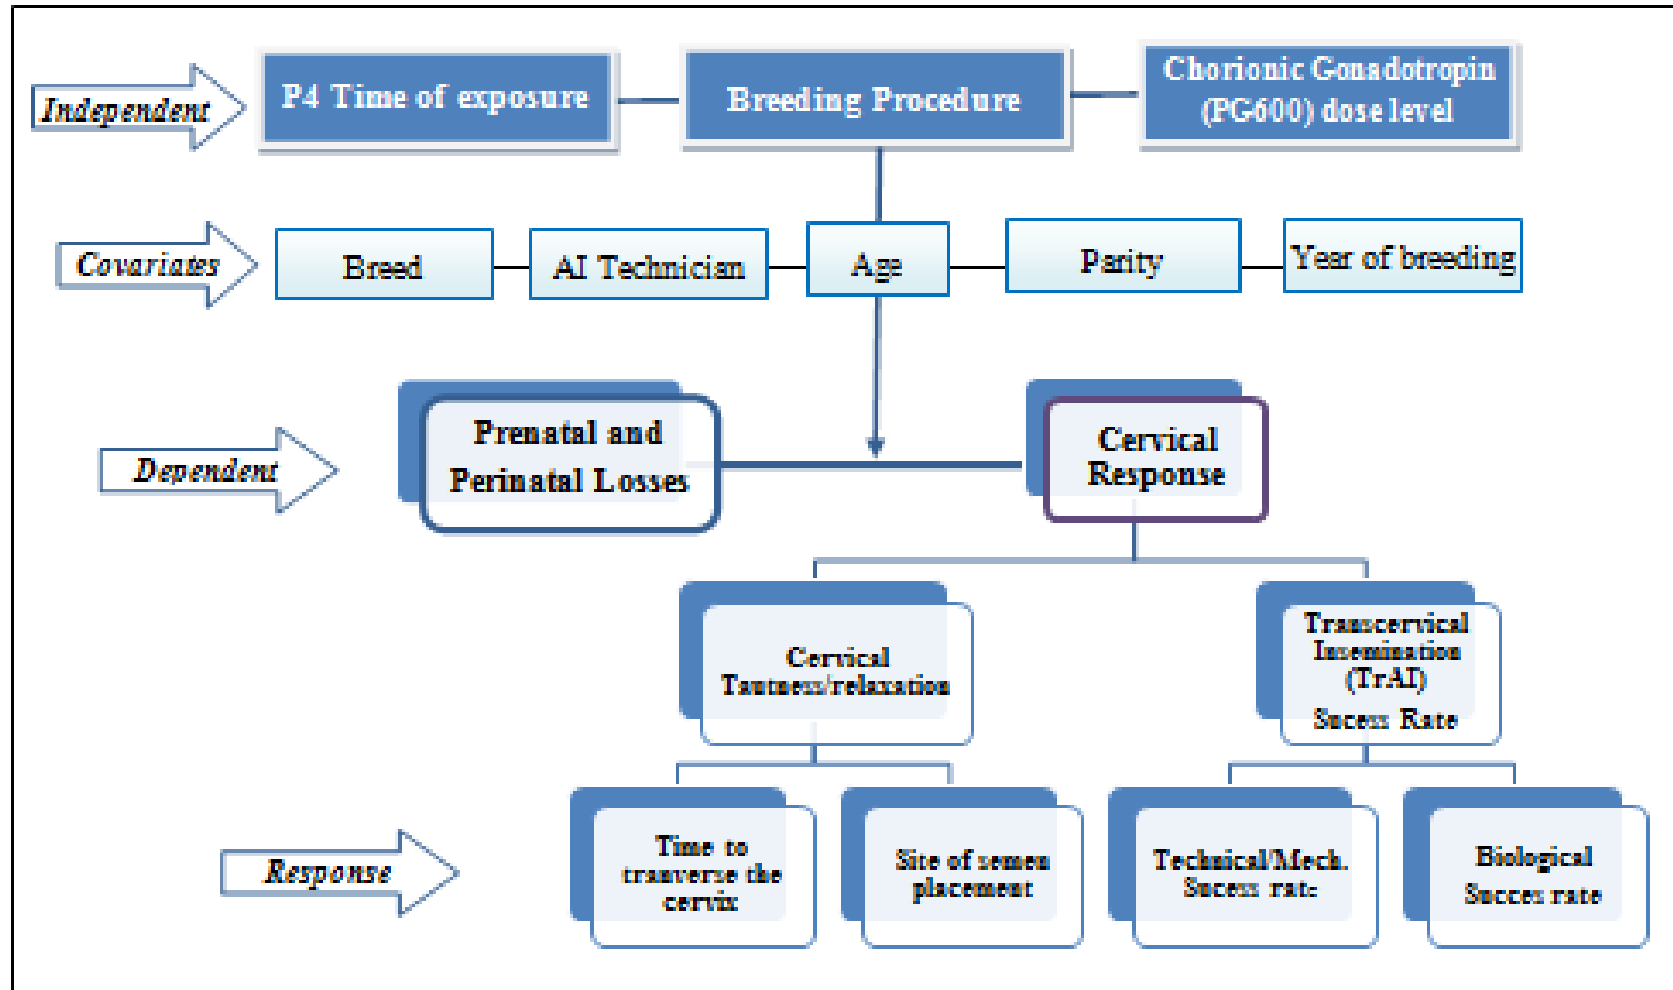 Independent
P4 Time of exposure
Breeding Procedure
Chorionic Gonadotropin
(PG600) dose level
Covariates
Breed
AI Technician
Age
Parity
Year of breeding
Dependent
Prenatal and
Perinatal Losses
Cervical
Response
Cervical
Tautness/relaxation
Transcervical
Insemination
(TrAI)
Sucess Rate
Response
Time to
tranverse the
cervix
Site of semen
placement
Technical/Mech.
Sucess rate
Biological
Succes rate